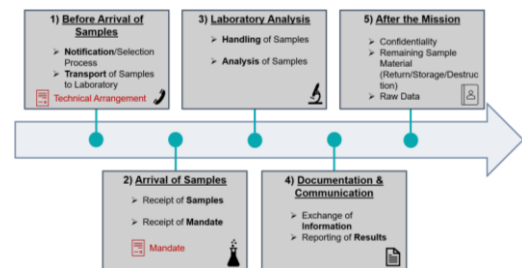 1) Before Arrival of
Samples
➢ Notification/Selection
Process
➢ Transport of Samples
to Laboratory
Technical Arrangement
2) Arrival of Samples
➢ Receipt of Samples
➢ Receipt of Mandate
Mandate
3) Laboratory Analysis
➢ Handling of Samples
➢ Analysis of Samples
4) Documentation &
Communication
➢ Exchange of
Information
➢ Reporting of Results
5) After the Mission
➢ Confidentiality
➢ Remaining Sample
Material
(Return/Storage/Destruc
tion)
➢ Raw Data